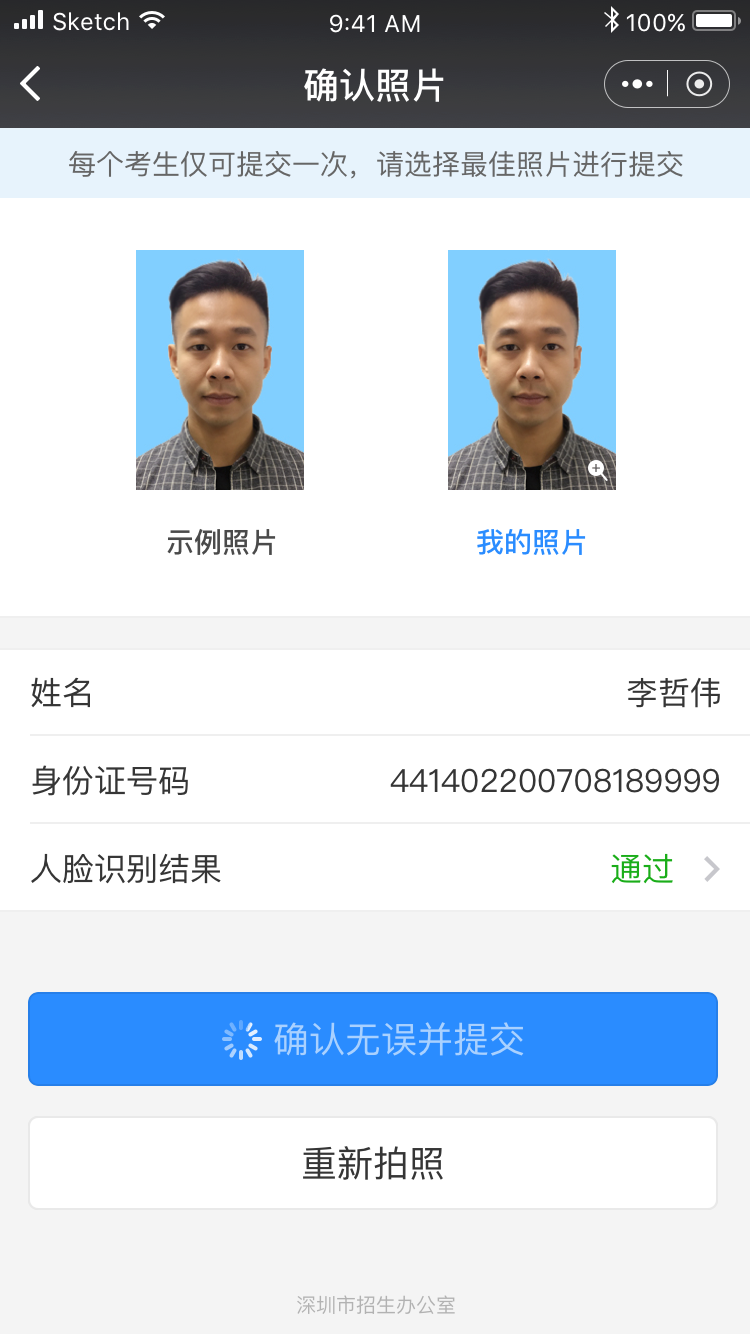 Sketch 9:41 AM 100%
确认照片
每个考生仅可提交一次，请选择最佳照片进行提交
示例照片 我的照片
姓名 李哲伟
身份证号码 441402200708189999
人脸识别结果 通过
确认无误并提交
重新拍照
深圳市招生办公室